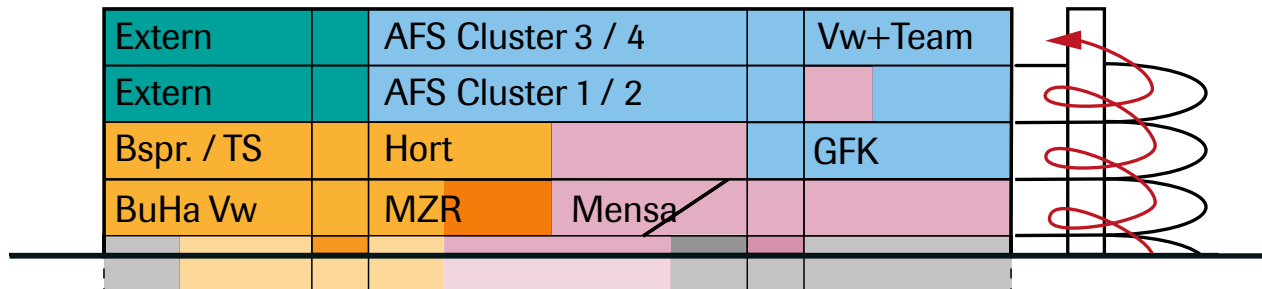 Extern AFS Cluster 3 / 4 Vw+Team
Extern AFS Cluster 1 / 2
Bspr. / TS Hort GFK
BuHa Vw MZR Mensa